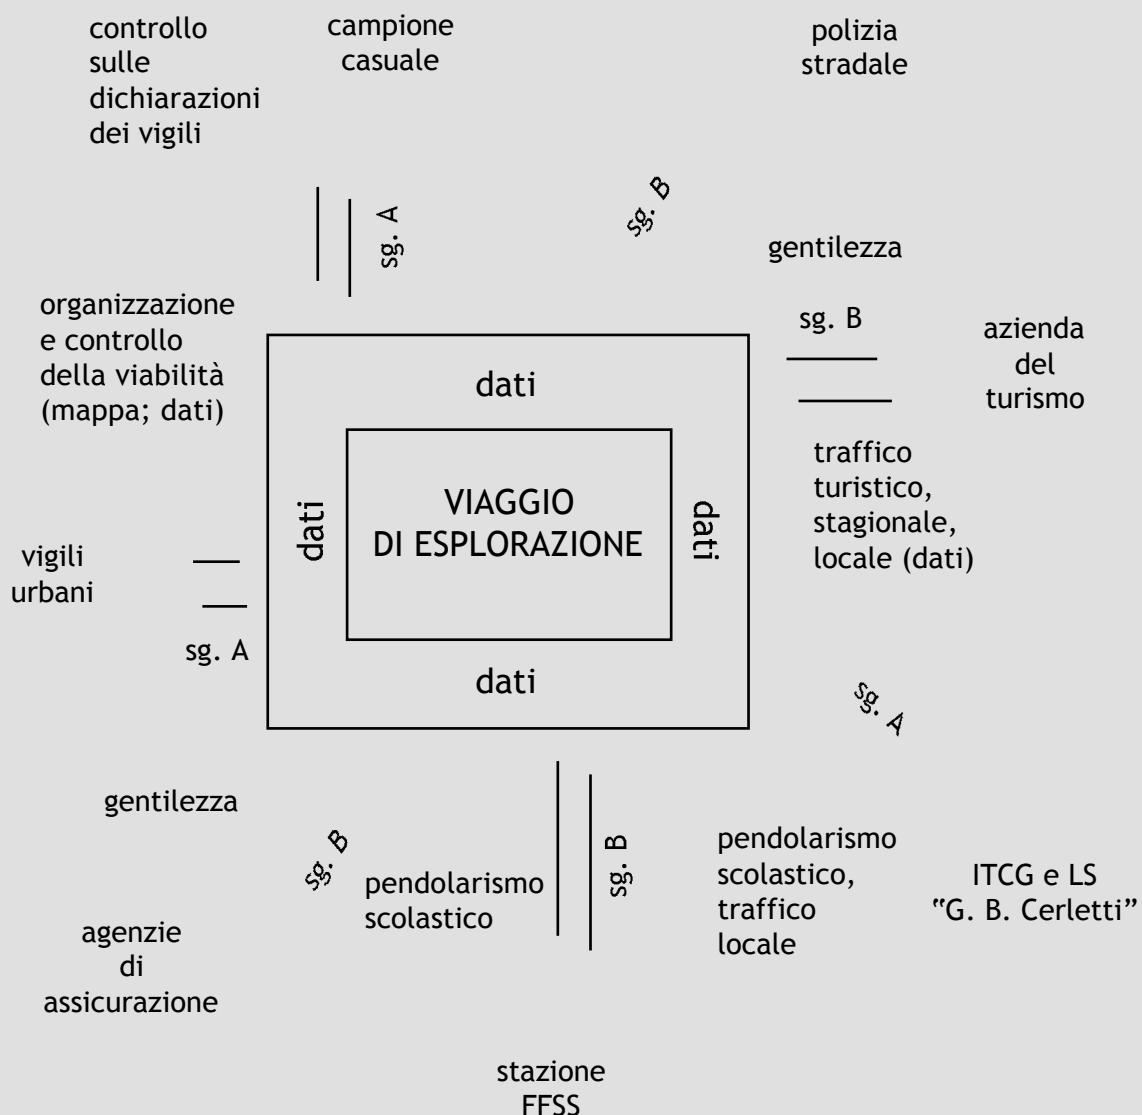 controllo
sulle
dichiarazioni
dei vigili
campione
casuale
polizia
stradale
sg. A
sg. B
gentilezza
organizzazione
e controllo
della viabilità
(mappa; dati)
sg. B
azienda
del
turismo
dati
traffico
turistico,
stagionale,
locale (dati)
dati
VIAGGIO
DI ESPLORAZIONE
dati
vigili
urbani
sg. A
dati
sg. A
gentilezza
sg. B
pendolarismo
scolastico
sg. B
pendolarismo
scolastico,
traffico
locale
ITCG e LS
“G. B. Cerletti”
agenzie
di
assicurazione
stazione
FFSS